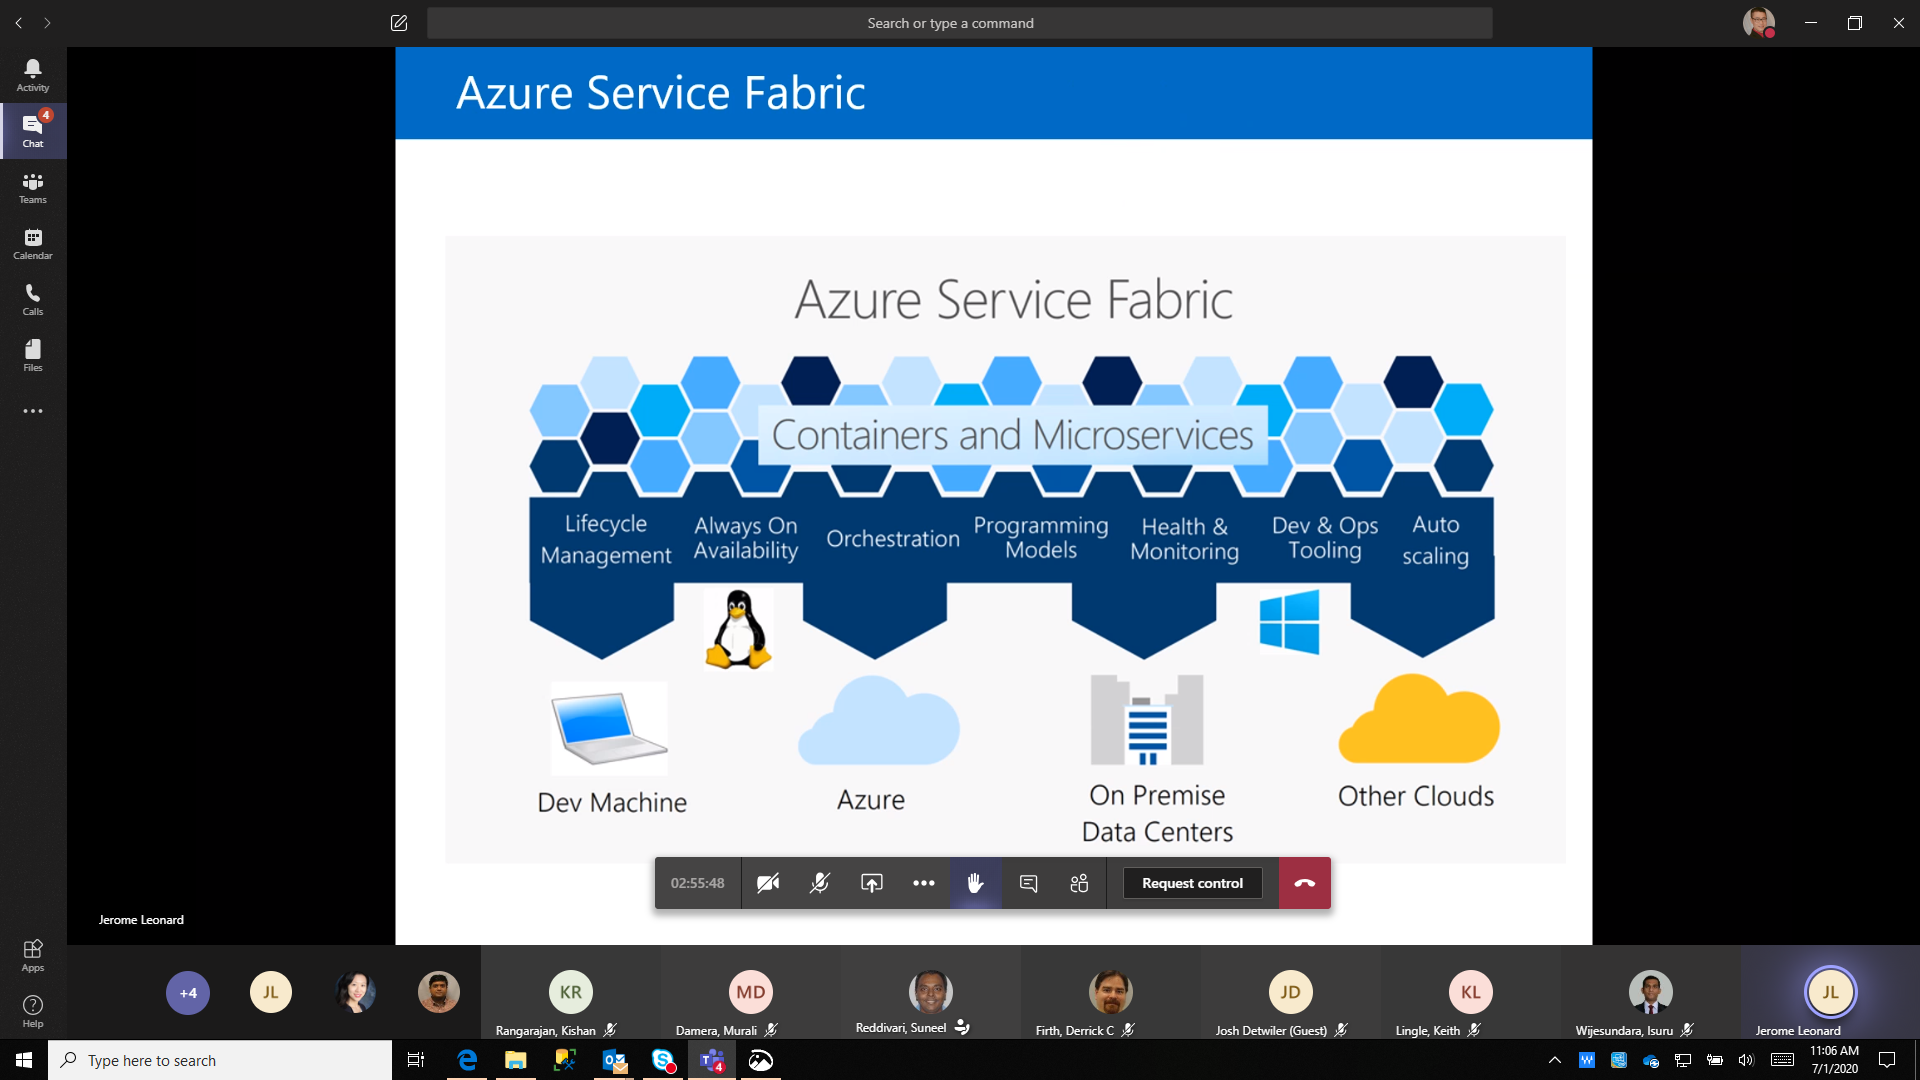 Search or type a command
Activity
4
Chat
Teams
Calendar
Calls
Files
Apps
Help
Azure Service Fabric
Azure Service Fabric
Containers and Microservices
Lifecycle
Management
Always On
Availability
Orchestration
Programming
Models
Health &
Monitoring
Dev & Ops
Tooling
Auto
scaling
Dev Machine
Azure
On Premise
Data Centers
Other Clouds
02:55:48
Request control
Jerome Leonard
+4
JL
KR
Rangarajan, Kishan
MD
Damera, Murali
Reddivari, Suneel
Firth, Derrick C
JD
Josh Detwiler (Guest)
KL
Lingle, Keith
Wijesundara, Isuru
JL
Jerome Leonard
Type here to search
4
11:06 AM
7/1/2020